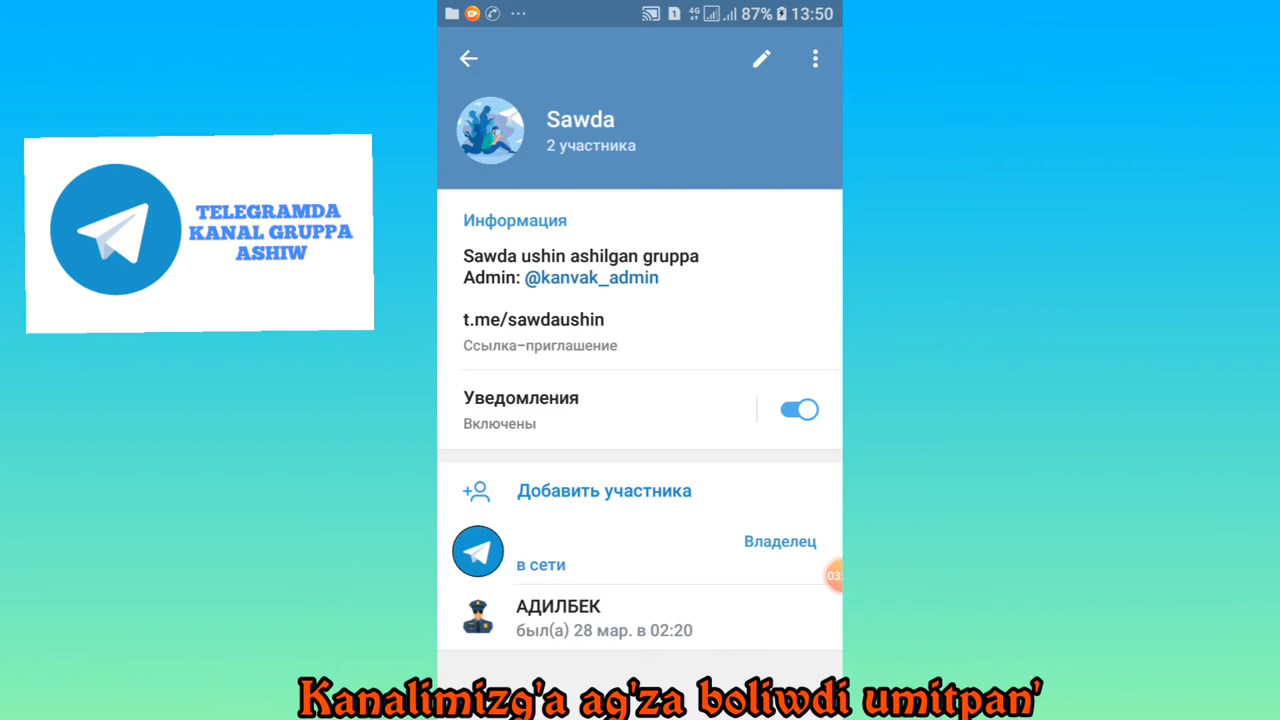 87% 13:50
Sawda
2 участника
TELEGRAMDA
KANAL GRUPPA
ASHIW
Информация
Sawda ushin ashilgan gruppa
Admin: @kanvak_admin
t.me/sawdaushin
Ссылка-приглашение
Уведомления
Включены
Добавить участника
Владелец
в сети
03:
АДИЛБЕК
был(а) 28 мар. в 02:20
Kanalimizg'a ag'za boliwdi umitpan'